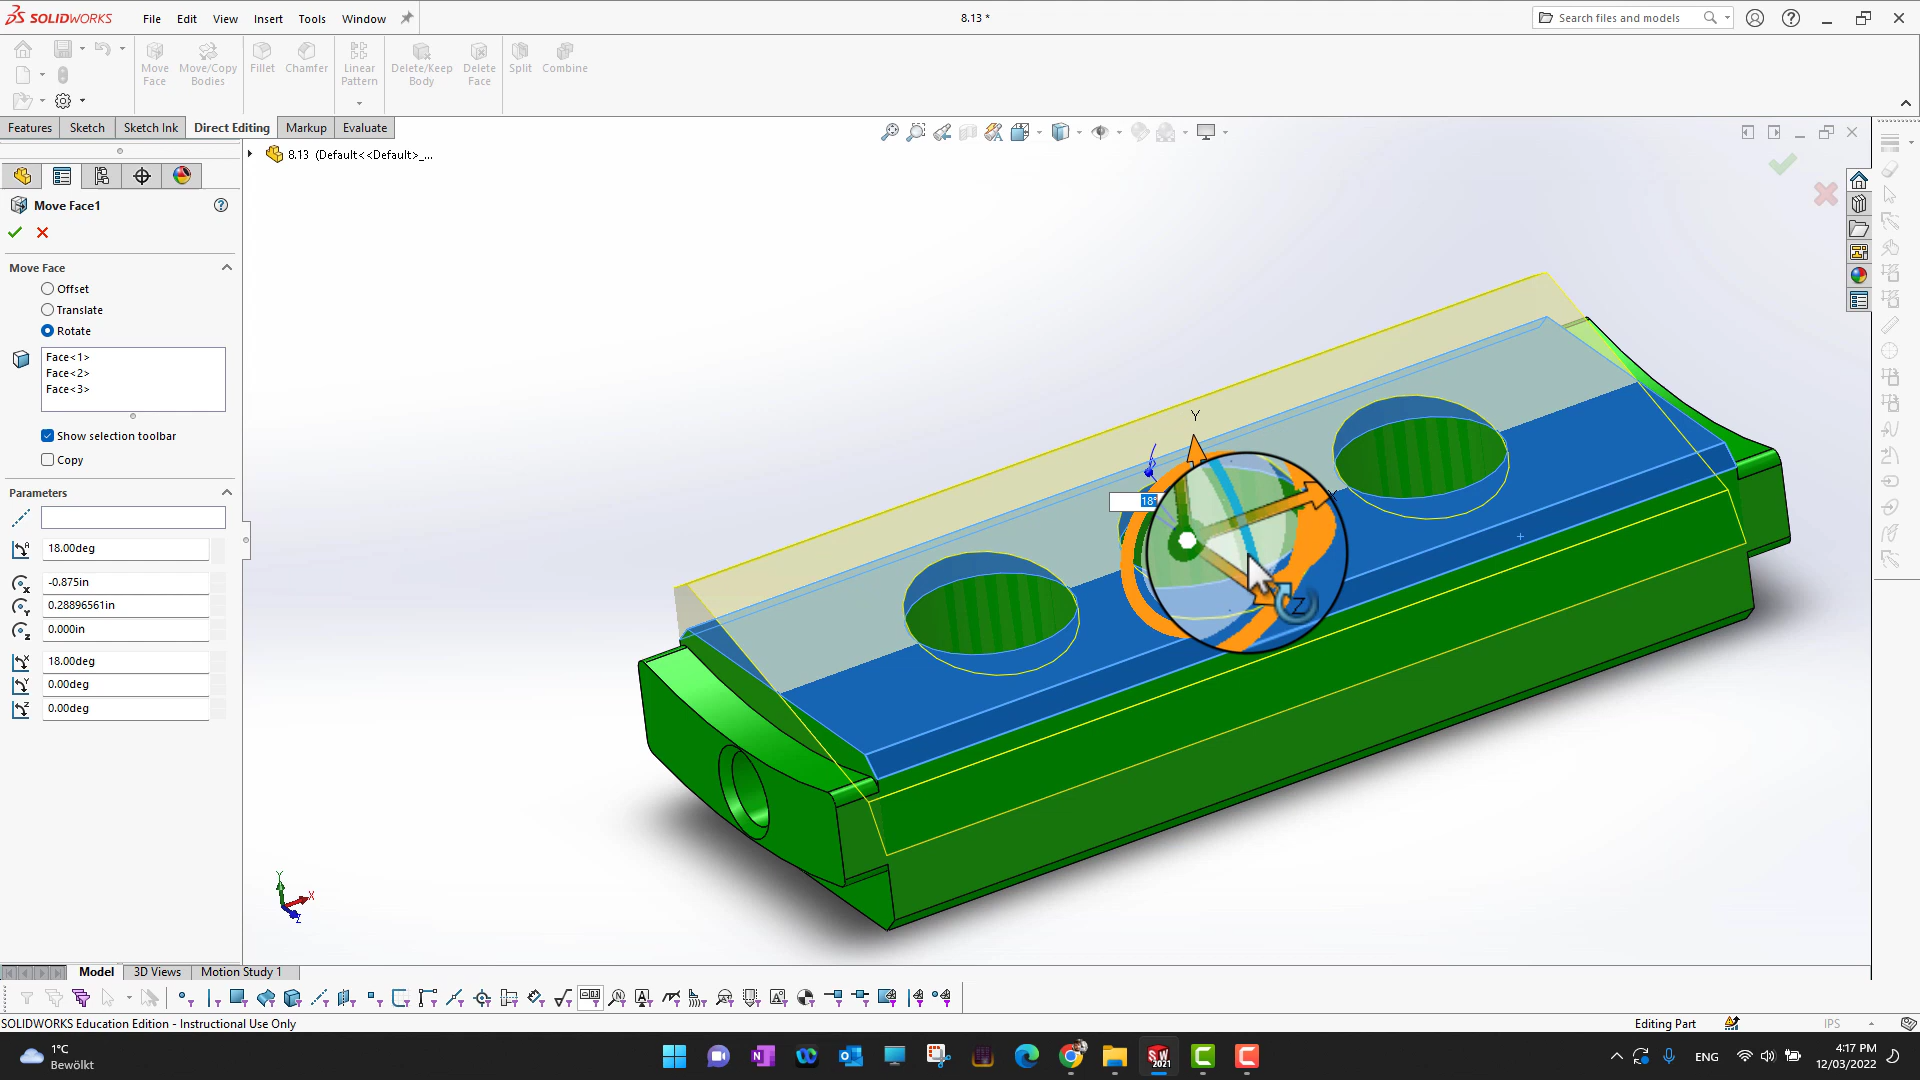 SOLIDWORKS File Edit View Insert Tools Window
8.13 *
Search files and models
Move Face
Move/Copy Bodies
Fillet
Chamfer
Linear Pattern
Delete/Keep Body
Delete Face
Split
Combine
Features Sketch Sketch Ink Direct Editing Markup Evaluate
8.13 (Default<<Default>_...
Move Face1
Move Face
Offset
Translate
Rotate
Face<1>
Face<2>
Face<3>
Show selection toolbar
Copy
Parameters
18.00deg
-0.875in
0.28896561in
0.000in
18.00deg
0.00deg
0.00deg
Y
18°
X
Z
Y
X
Z
Model 3D Views Motion Study 1
SOLIDWORKS Education Edition - Instructional Use Only
Editing Part
IPS
1°C
Bewölkt
SW 2021
ENG
4:17 PM
12/03/2022